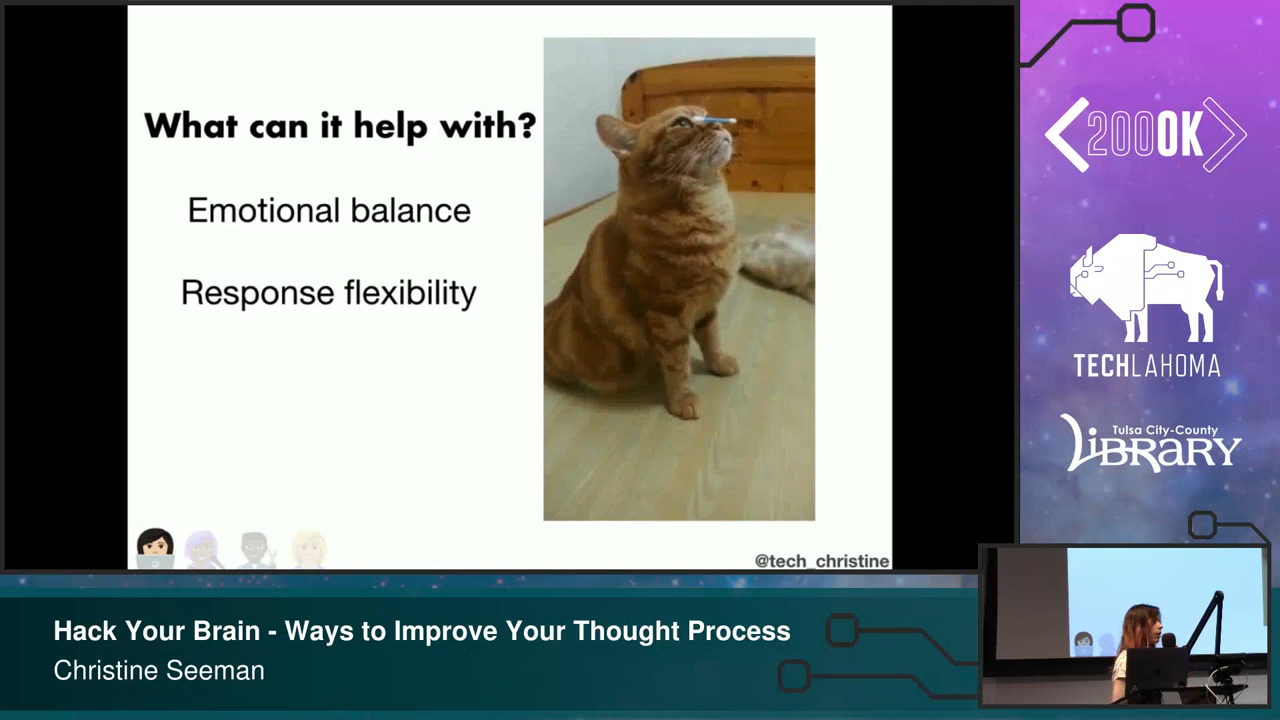 What can it help with?
Emotional balance
Response flexibility
@tech_christine
200OK
TECHLAHOMA
Tulsa City-County
LiBRARY
Hack Your Brain - Ways to Improve Your Thought Process
Christine Seeman